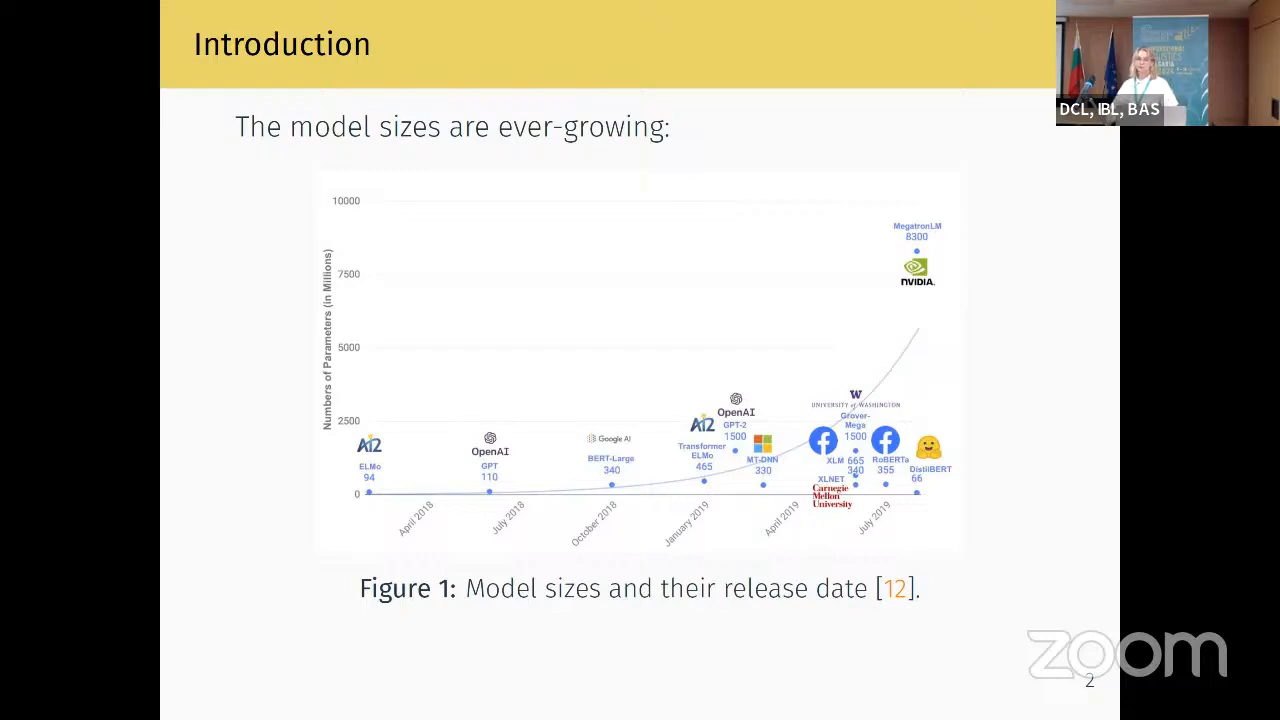 Introduction
DCL, IBL, BAS
The model sizes are ever-growing:
Numbers of Parameters (in Millions)
10000
7500
5000
2500
0
MegatronLM
8300
NVIDIA.
Ai2
ELMo
94
OpenAI
GPT
110
Google AI
BERT-Large
340
Ai2
Transformer
ELMo
465
OpenAI
GPT-2
1500
MT-DNN
330
W
UNIVERSITY of WASHINGTON
Grover-
Mega
1500
XLM 665
340
XLNET
Carnegie
Mellon
University
RoBERTa
355
DistilBERT
66
April 2018
July 2018
October 2018
January 2019
April 2019
July 2019
Figure 1: Model sizes and their release date [12].
zoom
2